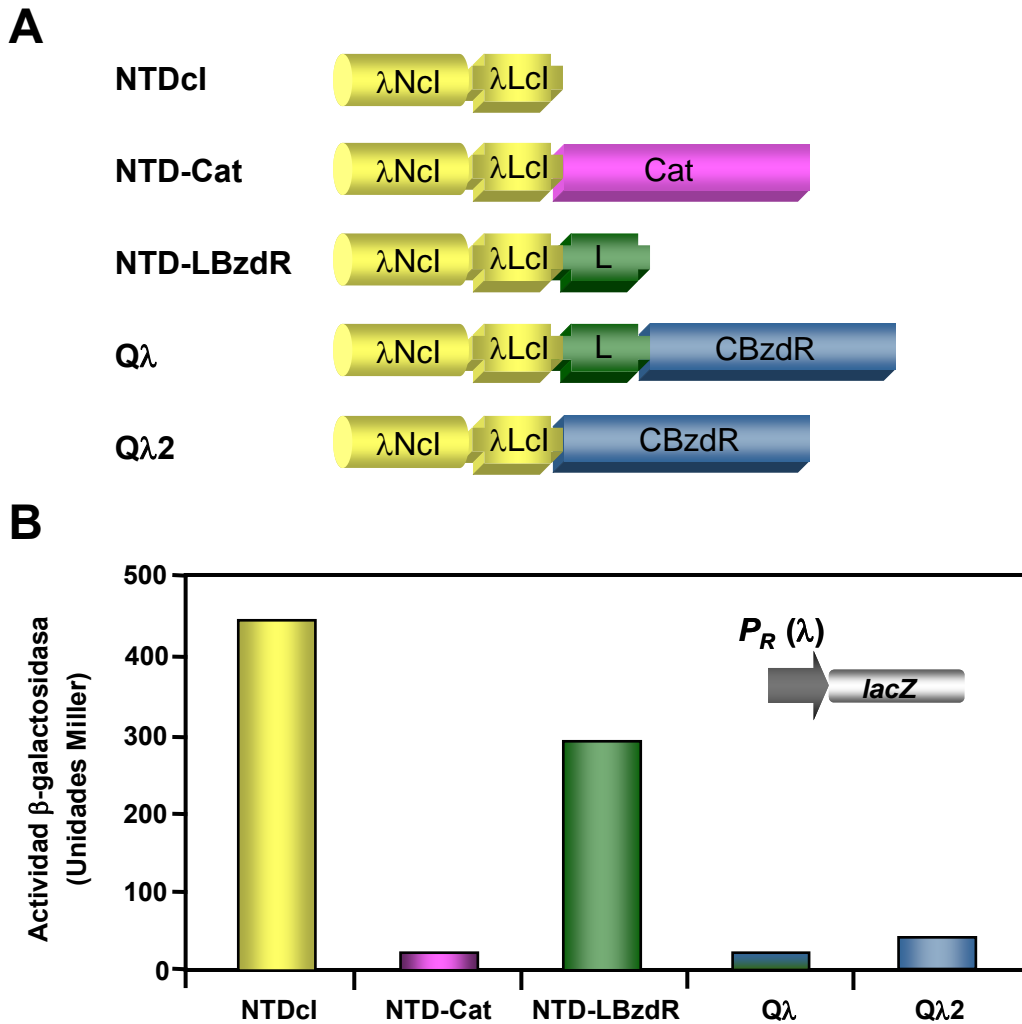 A
NTDcI
λNcI
λLcI
NTD-Cat
λNcI
λLcI
Cat
NTD-LBzdR
λNcI
λLcI
L
Qλ
λNcI
λLcI
L
CBzdR
Qλ2
λNcI
λLcI
CBzdR
B
Actividad β-galactosidasa
(Unidades Miller)
500
400
300
200
100
0
PR (λ)
lacZ
NTDcI
NTD-Cat
NTD-LBzdR
Qλ
Qλ2